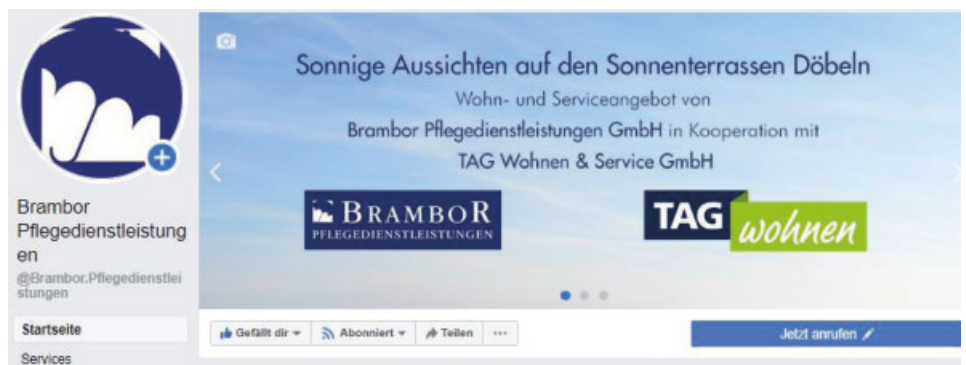 Sonnige Aussichten auf den Sonnenterrassen Döbeln
Wohn- und Serviceangebot von
Brambor Pflegedienstleistungen GmbH in Kooperation mit
TAG Wohnen & Service GmbH
BRAMBOR
PFLEGEDIENSTLEISTUNGEN
TAG wohnen
Brambor
Pflegedienstleistung
en
@Brambor.Pflegedienstlei
stungen
Startseite
Services
Gefällt dir
Abonniert
Teilen
Jetzt anrufen